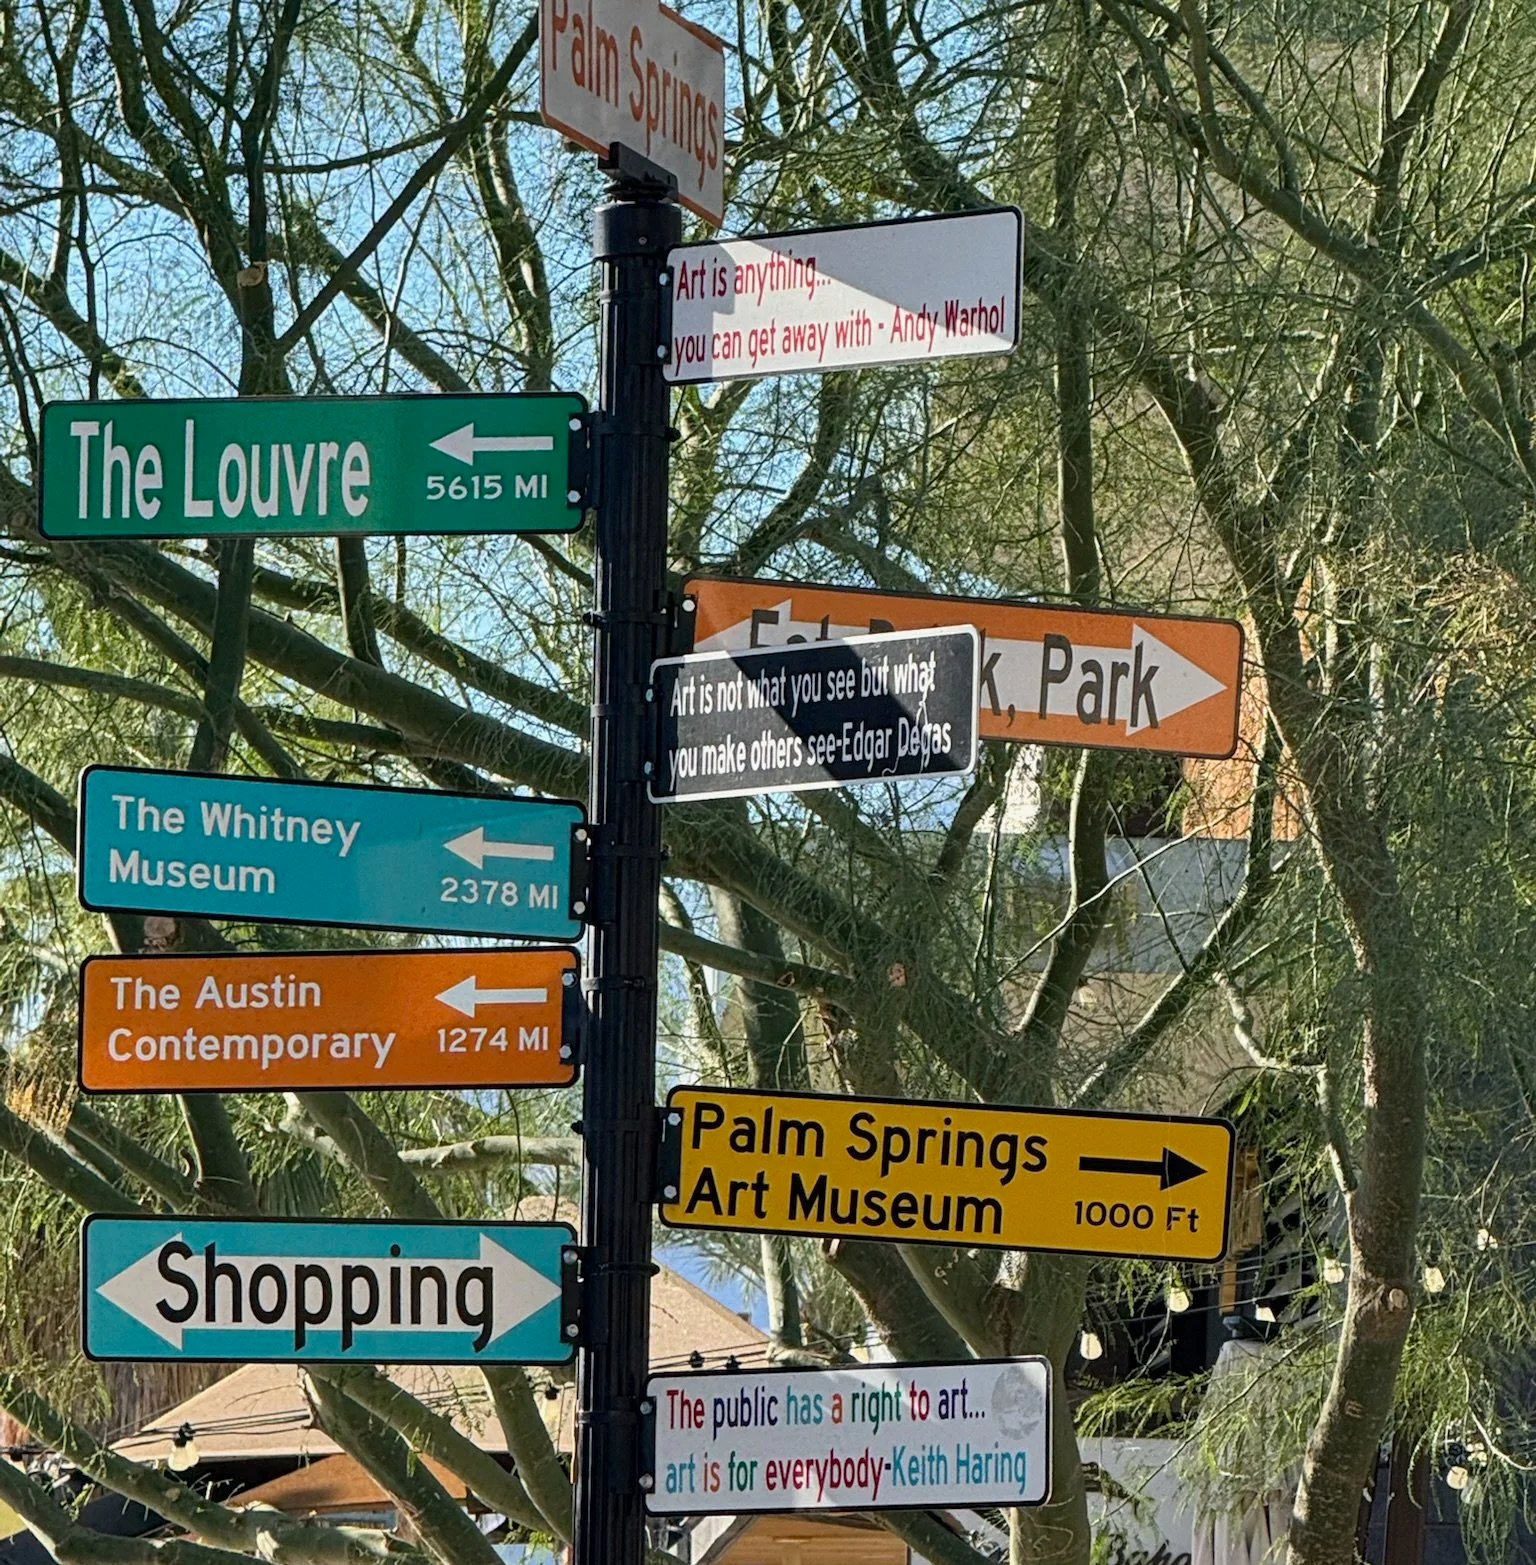 Palm Springs
Art is anything...
you can get away with - Andy Warhol
The Louvre
5615 MI
k, Park
Art is not what you see but what
you make others see-Edgar Degas
The Whitney
Museum
2378 MI
The Austin
Contemporary
1274 MI
Palm Springs
Art Museum
1000 Ft
Shopping
The public has a right to art...
art is for everybody-Keith Haring